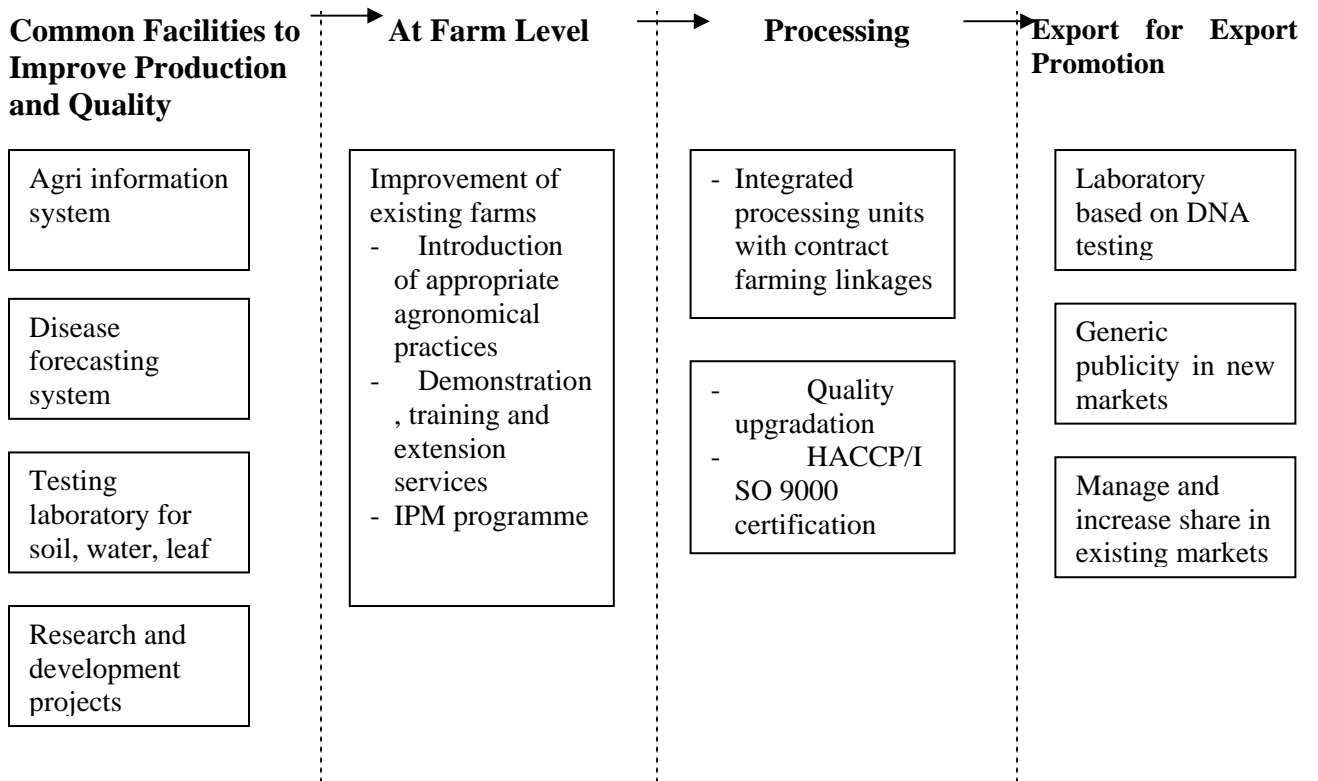 Common Facilities to
Improve Production
and Quality
Agri information
system
Disease
forecasting
system
Testing
laboratory for
soil, water, leaf
Research and
development
projects
At Farm Level
Improvement of
existing farms
- Introduction
of appropriate
agronomical
practices
- Demonstration
, training and
extension
services
- IPM programme
Processing
- Integrated
processing units
with contract
farming linkages
- Quality
upgradation
- HACCP/I
SO 9000
certification
Export for Export
Promotion
Laboratory
based on DNA
testing
Generic
publicity in new
markets
Manage and
increase share in
existing markets